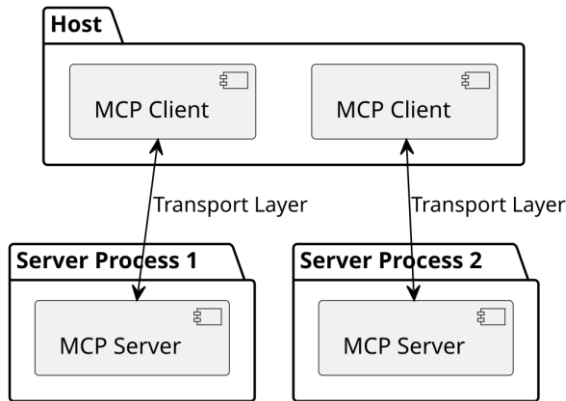 Host
MCP Client
MCP Client
Transport Layer
Transport Layer
Server Process 1
Server Process 2
MCP Server
MCP Server